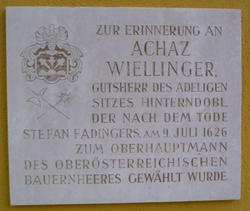 ZUR ERINNERUNG AN
ACHAZ
WIELLINGER,
GUTSHERR DES ADELIGEN
SITZES HINTERNDOBL
DER NACH DEM TODE
STEFAN FADINGERS, AM 9. JULI 1626
ZUM OBERHAUPTMANN
DES OBERÖSTERREICHISCHEN
BAUERNHEERES GEWÄHLT WURDE